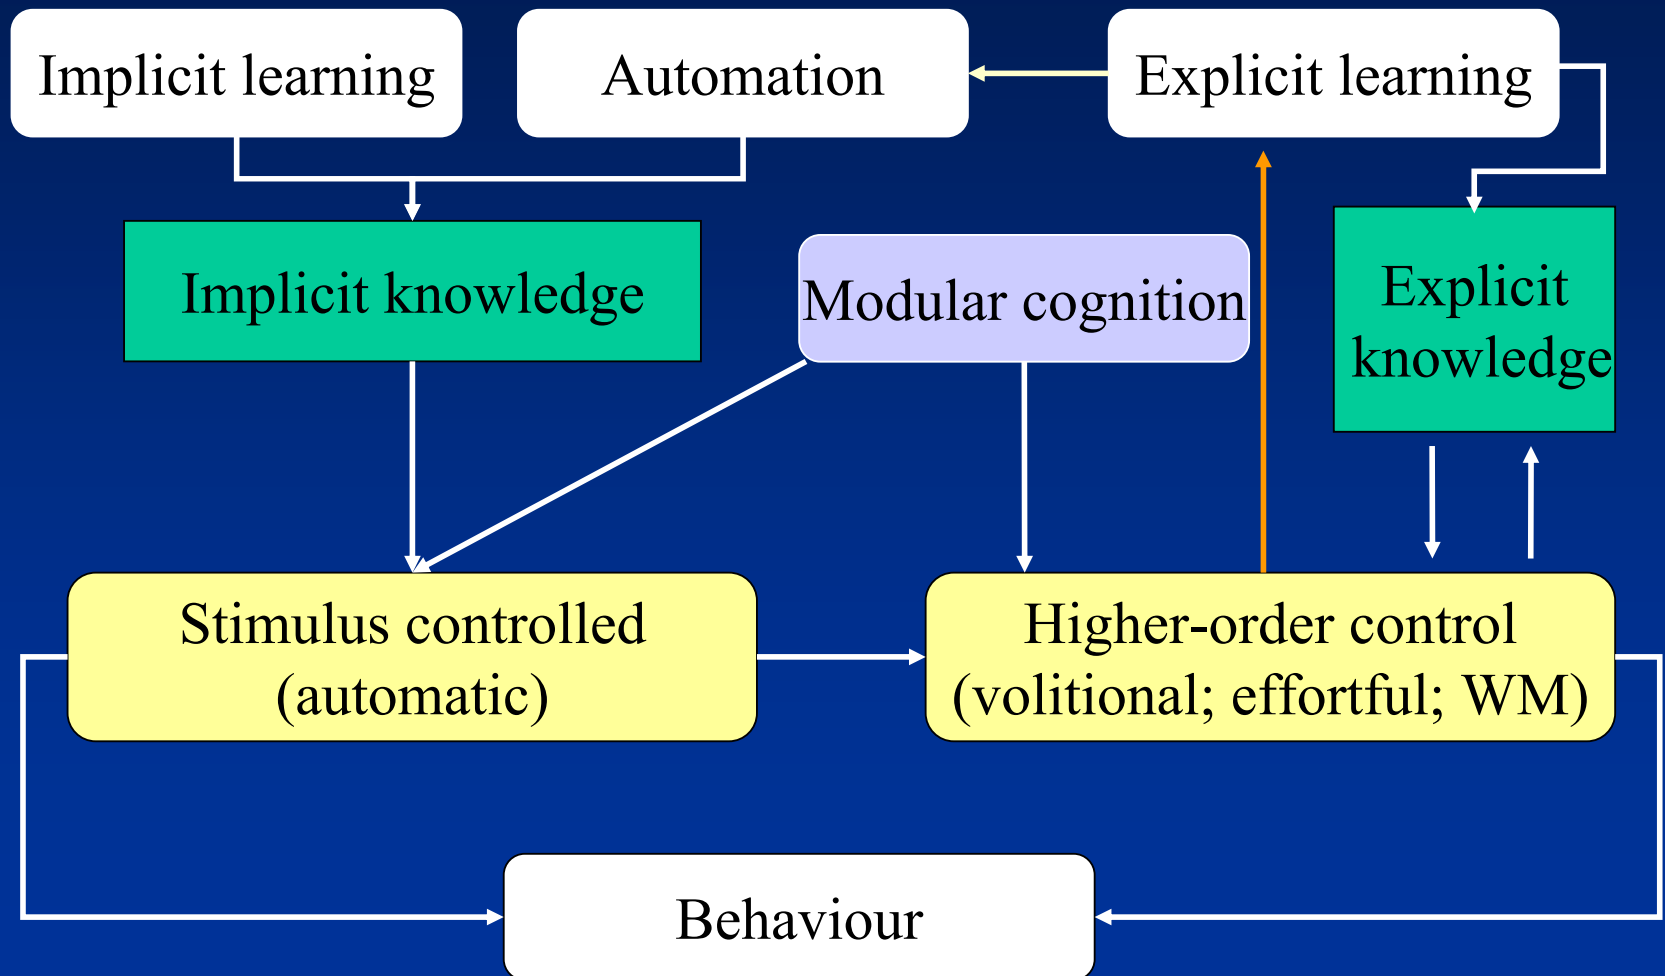 Implicit learning
Automation
Explicit learning
Implicit knowledge
Modular cognition
Explicit
knowledge
Stimulus controlled
(automatic)
Higher-order control
(volitional; effortful; WM)
Behaviour